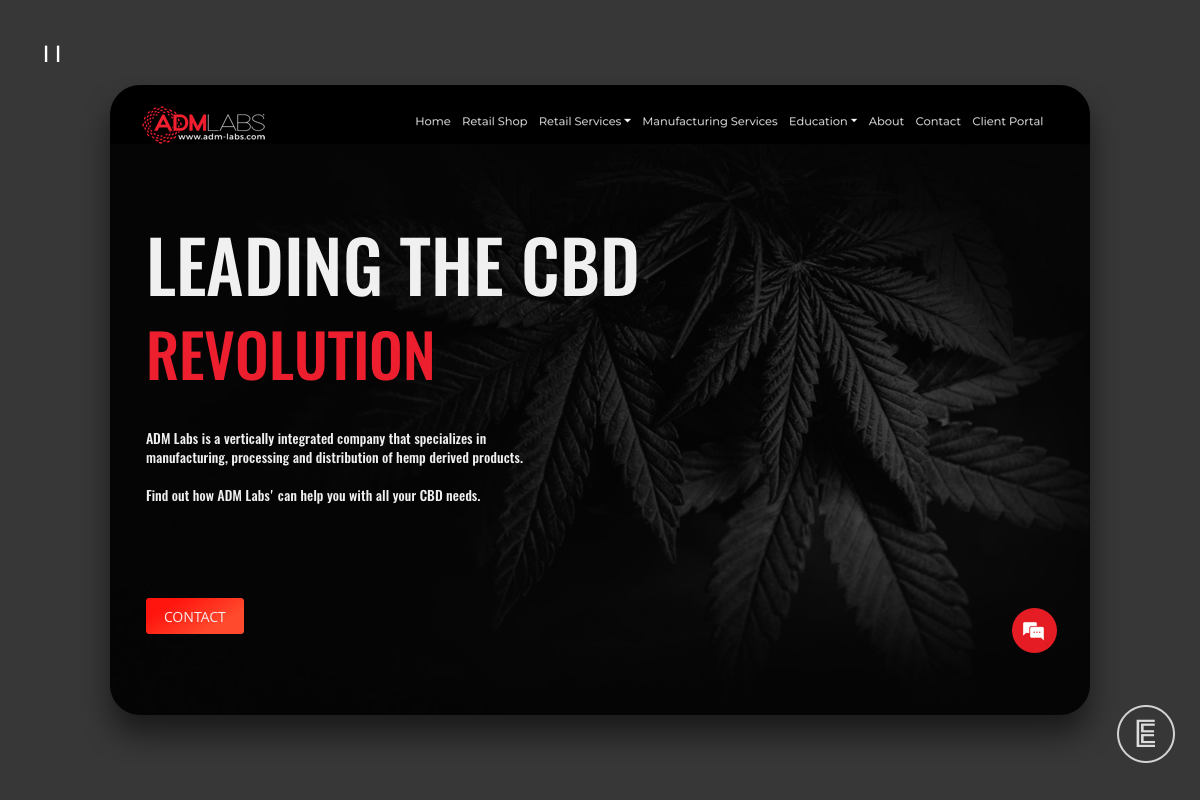 II
ADMLABS
www.adm-labs.com
Home Retail Shop Retail Services Manufacturing Services Education About Contact Client Portal
LEADING THE CBD
REVOLUTION
ADM Labs is a vertically integrated company that specializes in
manufacturing, processing and distribution of hemp derived products.
Find out how ADM Labs' can help you with all your CBD needs.
CONTACT
E